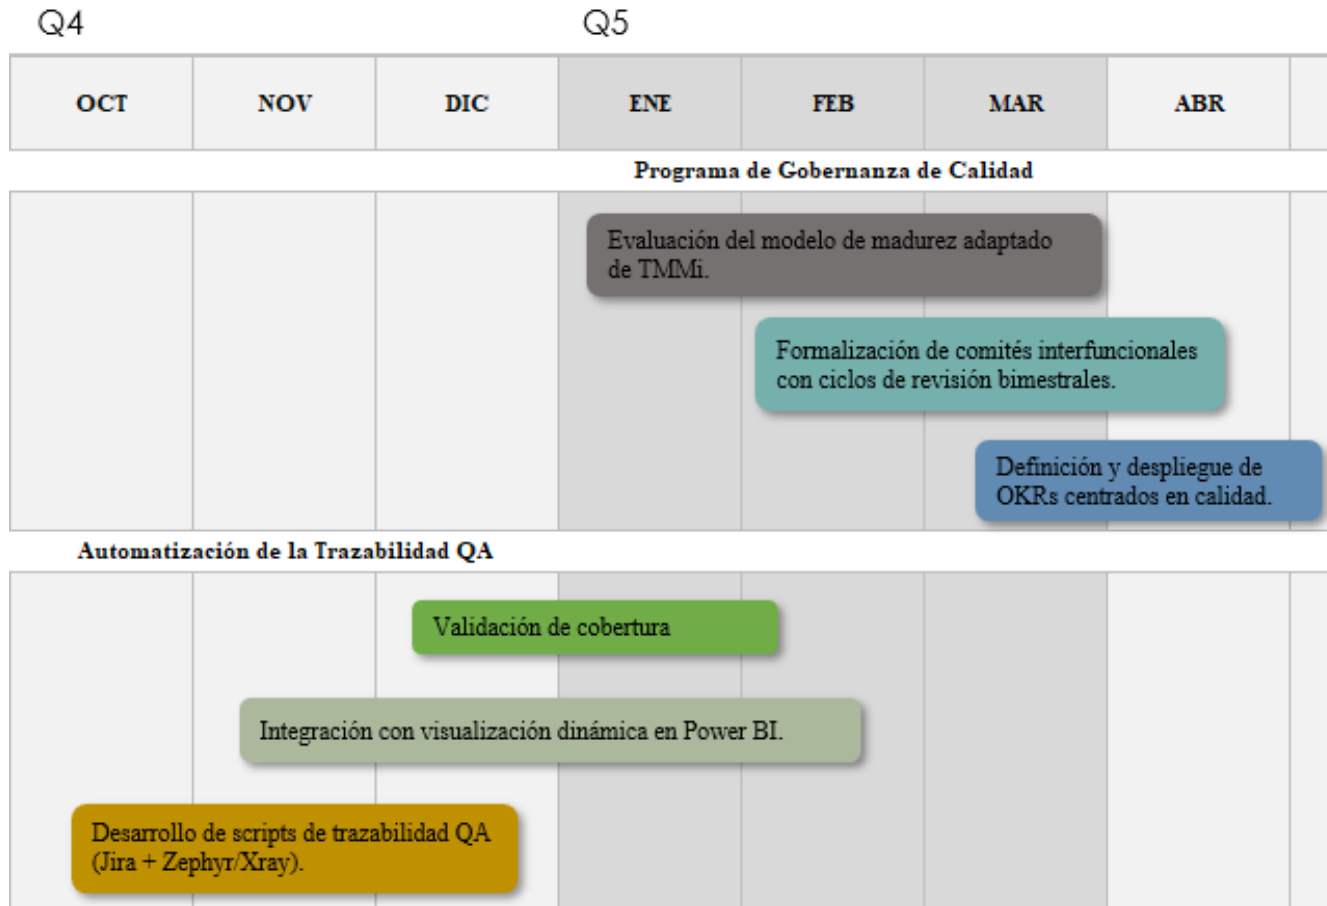 Q4 Q5
OCT NOV DIC ENE FEB MAR ABR
Programa de Gobernanza de Calidad
Evaluación del modelo de madurez adaptado
de TMMi.
Formalización de comités interfuncionales
con ciclos de revisión bimestrales.
Definición y despliegue de
OKRs centrados en calidad.
Automatización de la Trazabilidad QA
Validación de cobertura
Integración con visualización dinámica en Power BI.
Desarrollo de scripts de trazabilidad QA
(Jira + Zephyr/Xray).